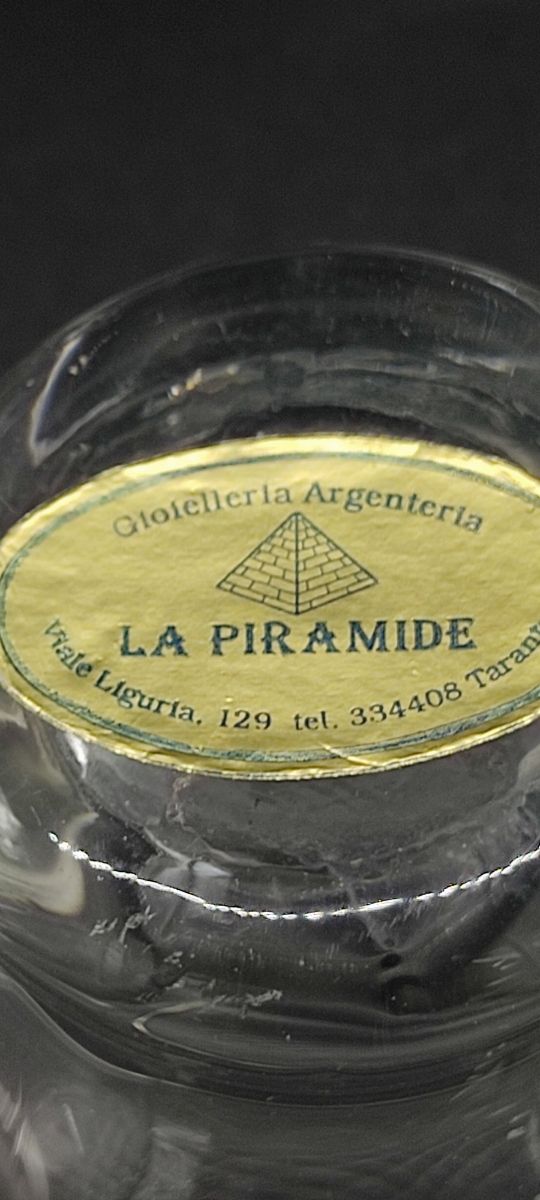 Gioielleria Argenteria
LA PIRAMIDE
Viale Liguria, 129 tel. 334408